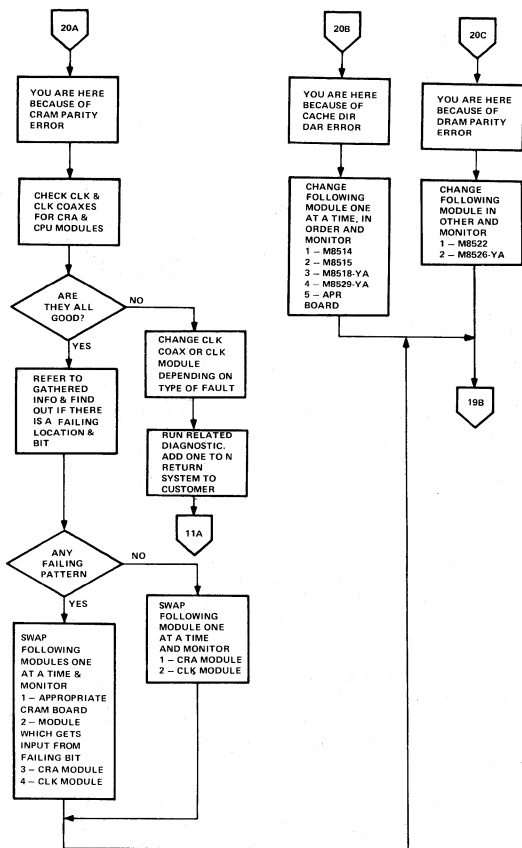 20A
YOU ARE HERE
BECAUSE OF
CRAM PARITY
ERROR
CHECK CLK &
CLK COAXES
FOR CRA &
CPU MODULES
ARE
THEY ALL
GOOD?
NO
YES
CHANGE CLK
COAX OR CLK
MODULE
DEPENDING ON
TYPE OF FAULT
REFER TO
GATHERED
INFO & FIND
OUT IF THERE
IS A FAILING
LOCATION &
BIT
RUN RELATED
DIAGNOSTIC.
ADD ONE TO N
RETURN
SYSTEM TO
CUSTOMER
11A
ANY
FAILING
PATTERN
NO
YES
SWAP
FOLLOWING
MODULE ONE
AT A TIME
AND MONITOR
1 – CRA MODULE
2 – CLK MODULE
SWAP
FOLLOWING
MODULES ONE
AT A TIME &
MONITOR
1 – APPROPRIATE
CRAM BOARD
2 – MODULE
WHICH GETS
INPUT FROM
FAILING BIT
3 – CRA MODULE
4 – CLK MODULE
20B
YOU ARE HERE
BECAUSE OF
CACHE DIR
DAR ERROR
CHANGE
FOLLOWING
MODULE ONE
AT A TIME, IN
ORDER AND
MONITOR
1 – M8514
2 – M8515
3 – M8518-YA
4 – M8529-YA
5 – APR
BOARD
20C
YOU ARE HERE
BECAUSE OF
DRAM PARITY
ERROR
CHANGE
FOLLOWING
MODULE IN
OTHER AND
MONITOR
1 – M8522
2 – M8526-YA
19B